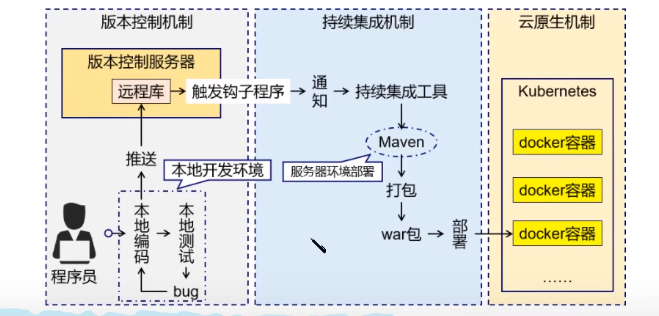 版本控制机制
持续集成机制
云原生机制
版本控制服务器
远程库
触发钩子程序
通知
持续集成工具
Kubernetes
Maven
docker容器
推送
本地开发环境
服务器环境部署
打包
docker容器
本地编码
本地测试
war包
部署
docker容器
程序员
bug
......